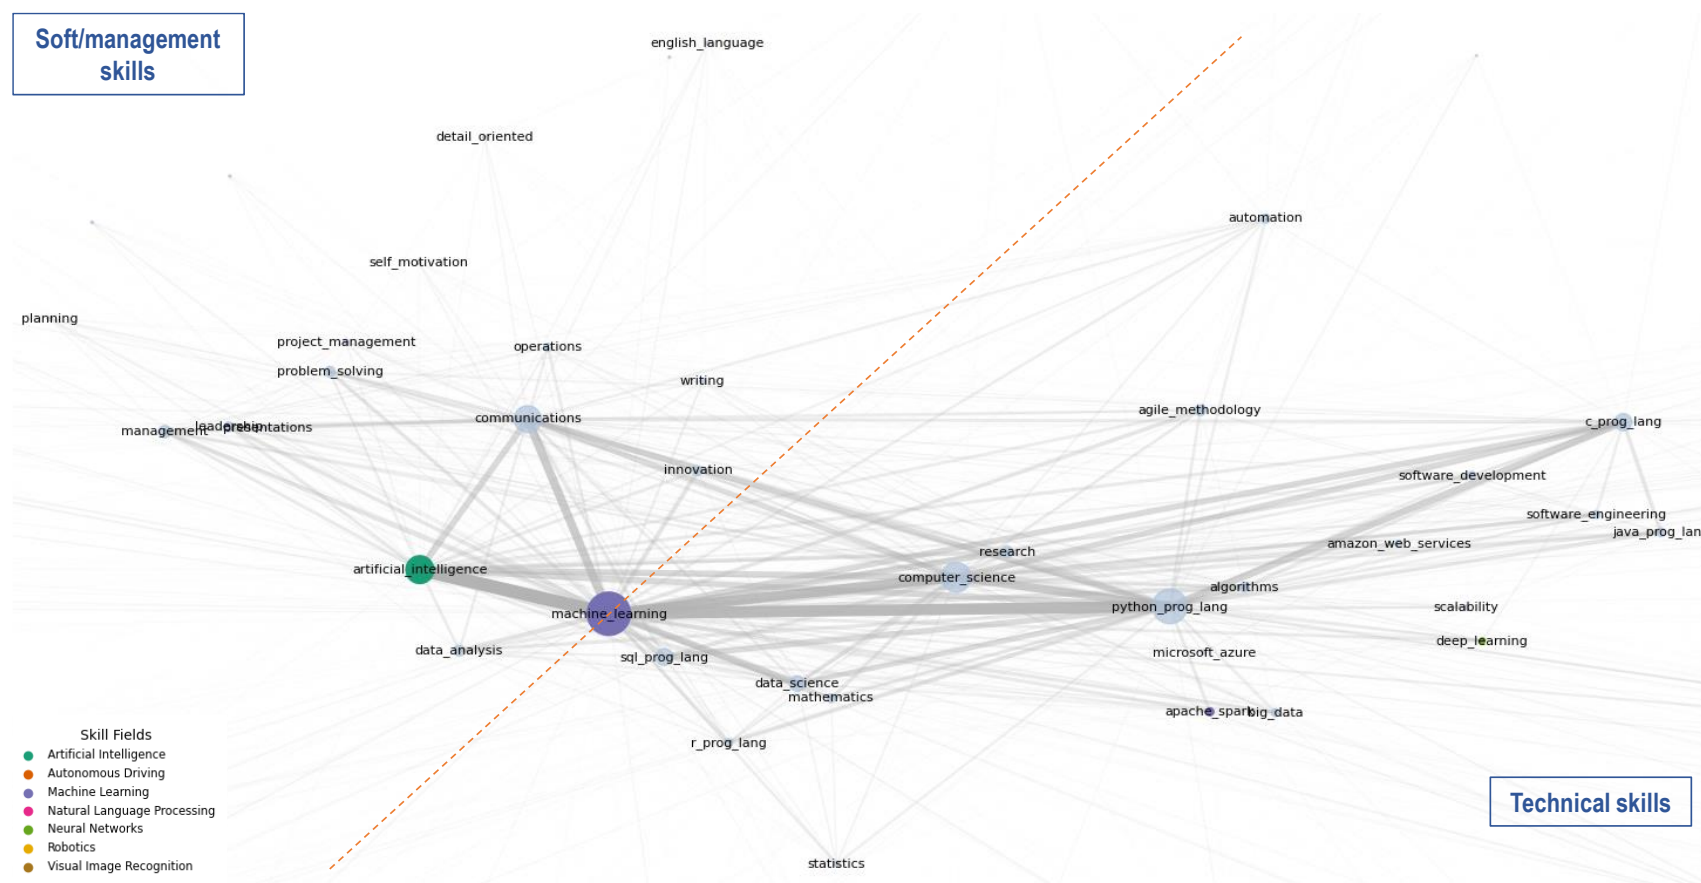 Soft/management
skills
english_language
detail_oriented
automation
self_motivation
planning
project_management
operations
problem_solving
writing
communications
agile_methodology
c_prog_lang
management
leadership
presentations
innovation
software_development
software_engineering
java_prog_lan
amazon_web_services
research
artificial_intelligence
computer_science
algorithms
machine_learning
python_prog_lang
scalability
deep_learning
data_analysis
sql_prog_lang
microsoft_azure
data_science
mathematics
apache_spark
big_data
r_prog_lang
Skill Fields
Artificial Intelligence
Autonomous Driving
Machine Learning
Natural Language Processing
Neural Networks
Robotics
Visual Image Recognition
Technical skills
statistics